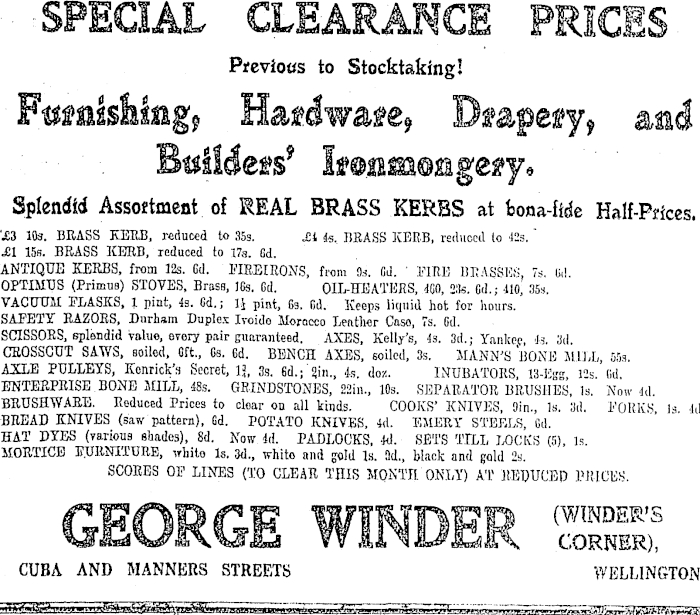 SPECIAL CLEARANCE PRICES
Previous to Stocktaking!
Furnishing, Hardware, Drapery, and
Builders' Ironmongery.
Splendid Assortment of REAL BRASS KERBS at bona-fide Half-Prices.
£3 10s. BRASS KERB, reduced to 35s. £4 4s. BRASS KERB, reduced to 42s.
£1 15s. BRASS KERB, reduced to 17s. 6d.
ANTIQUE KERBS, from 12s. 6d. FIREIRONS, from 9s. 6d. FIRE BRASSES, 7s. 6d.
OPTIMUS (Primus) STOVES, Brass, 16s. 6d. OIL-HEATERS, 400, 23s. 6d.; 410, 35s.
VACUUM FLASKS, 1 pint, 4s. 6d.; 1½ pint, 6s. 6d. Keeps liquid hot for hours.
SAFETY RAZORS, Durham Duplex Ivoide Morocco Leather Case, 7s. 6d.
SCISSORS, splendid value, every pair guaranteed. AXES, Kelly's, 4s. 3d.; Yankee, 4s. 3d.
CROSSCUT SAWS, soiled, 6ft., 6s. 6d. BENCH AXES, soiled, 3s. MANN'S BONE MILL, 55s.
AXLE PULLEYS, Kenrick's Secret, 1¾, 3s. 6d.; 2in., 4s. doz. INUBATORS, 13-Egg, 12s. 6d.
ENTERPRISE BONE MILL, 48s. GRINDSTONES, 22in., 10s. SEPARATOR BRUSHES, 1s. Now 4d.
BRUSHWARE. Reduced Prices to clear on all kinds. COOKS' KNIVES, 9in., 1s. 3d. FORKS, 1s. 4d
BREAD KNIVES (saw pattern), 6d. POTATO KNIVES, 4d. EMERY STEELS, 6d.
HAT DYES (various shades), 8d. Now 4d. PADLOCKS, 4d. SETS TILL LOCKS (5), 1s.
MORTICE FURNITURE, white 1s. 3d., white and gold 1s. 9d., black and gold 2s.
SCORES OF LINES (TO CLEAR THIS MONTH ONLY) AT REDUCED PRICES.
GEORGE WINDER (WINDER'S CORNER),
CUBA AND MANNERS STREETS WELLINGTON